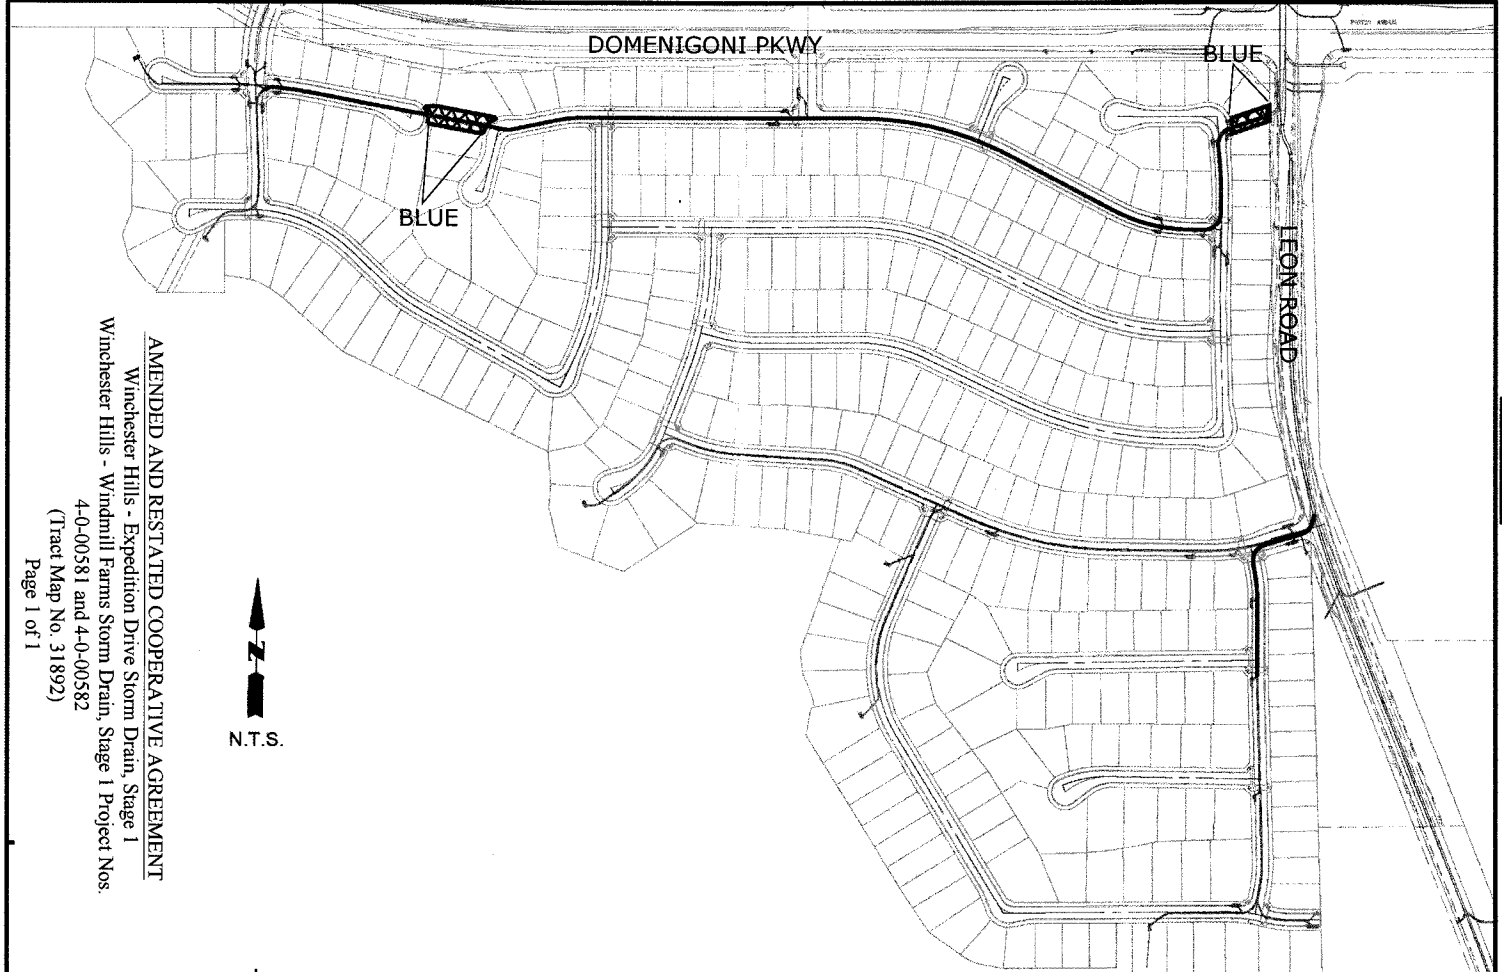 DOMENIGONI PKWY
BLUE
BLUE
LEON ROAD
AMENDED AND RESTATED COOPERATIVE AGREEMENT
Winchester Hills - Expedition Drive Storm Drain, Stage 1
Winchester Hills - Windmill Farms Storm Drain, Stage 1 Project Nos.
4-0-00581 and 4-0-00582
(Tract Map No. 31892)
Page 1 of 1
N
N.T.S.